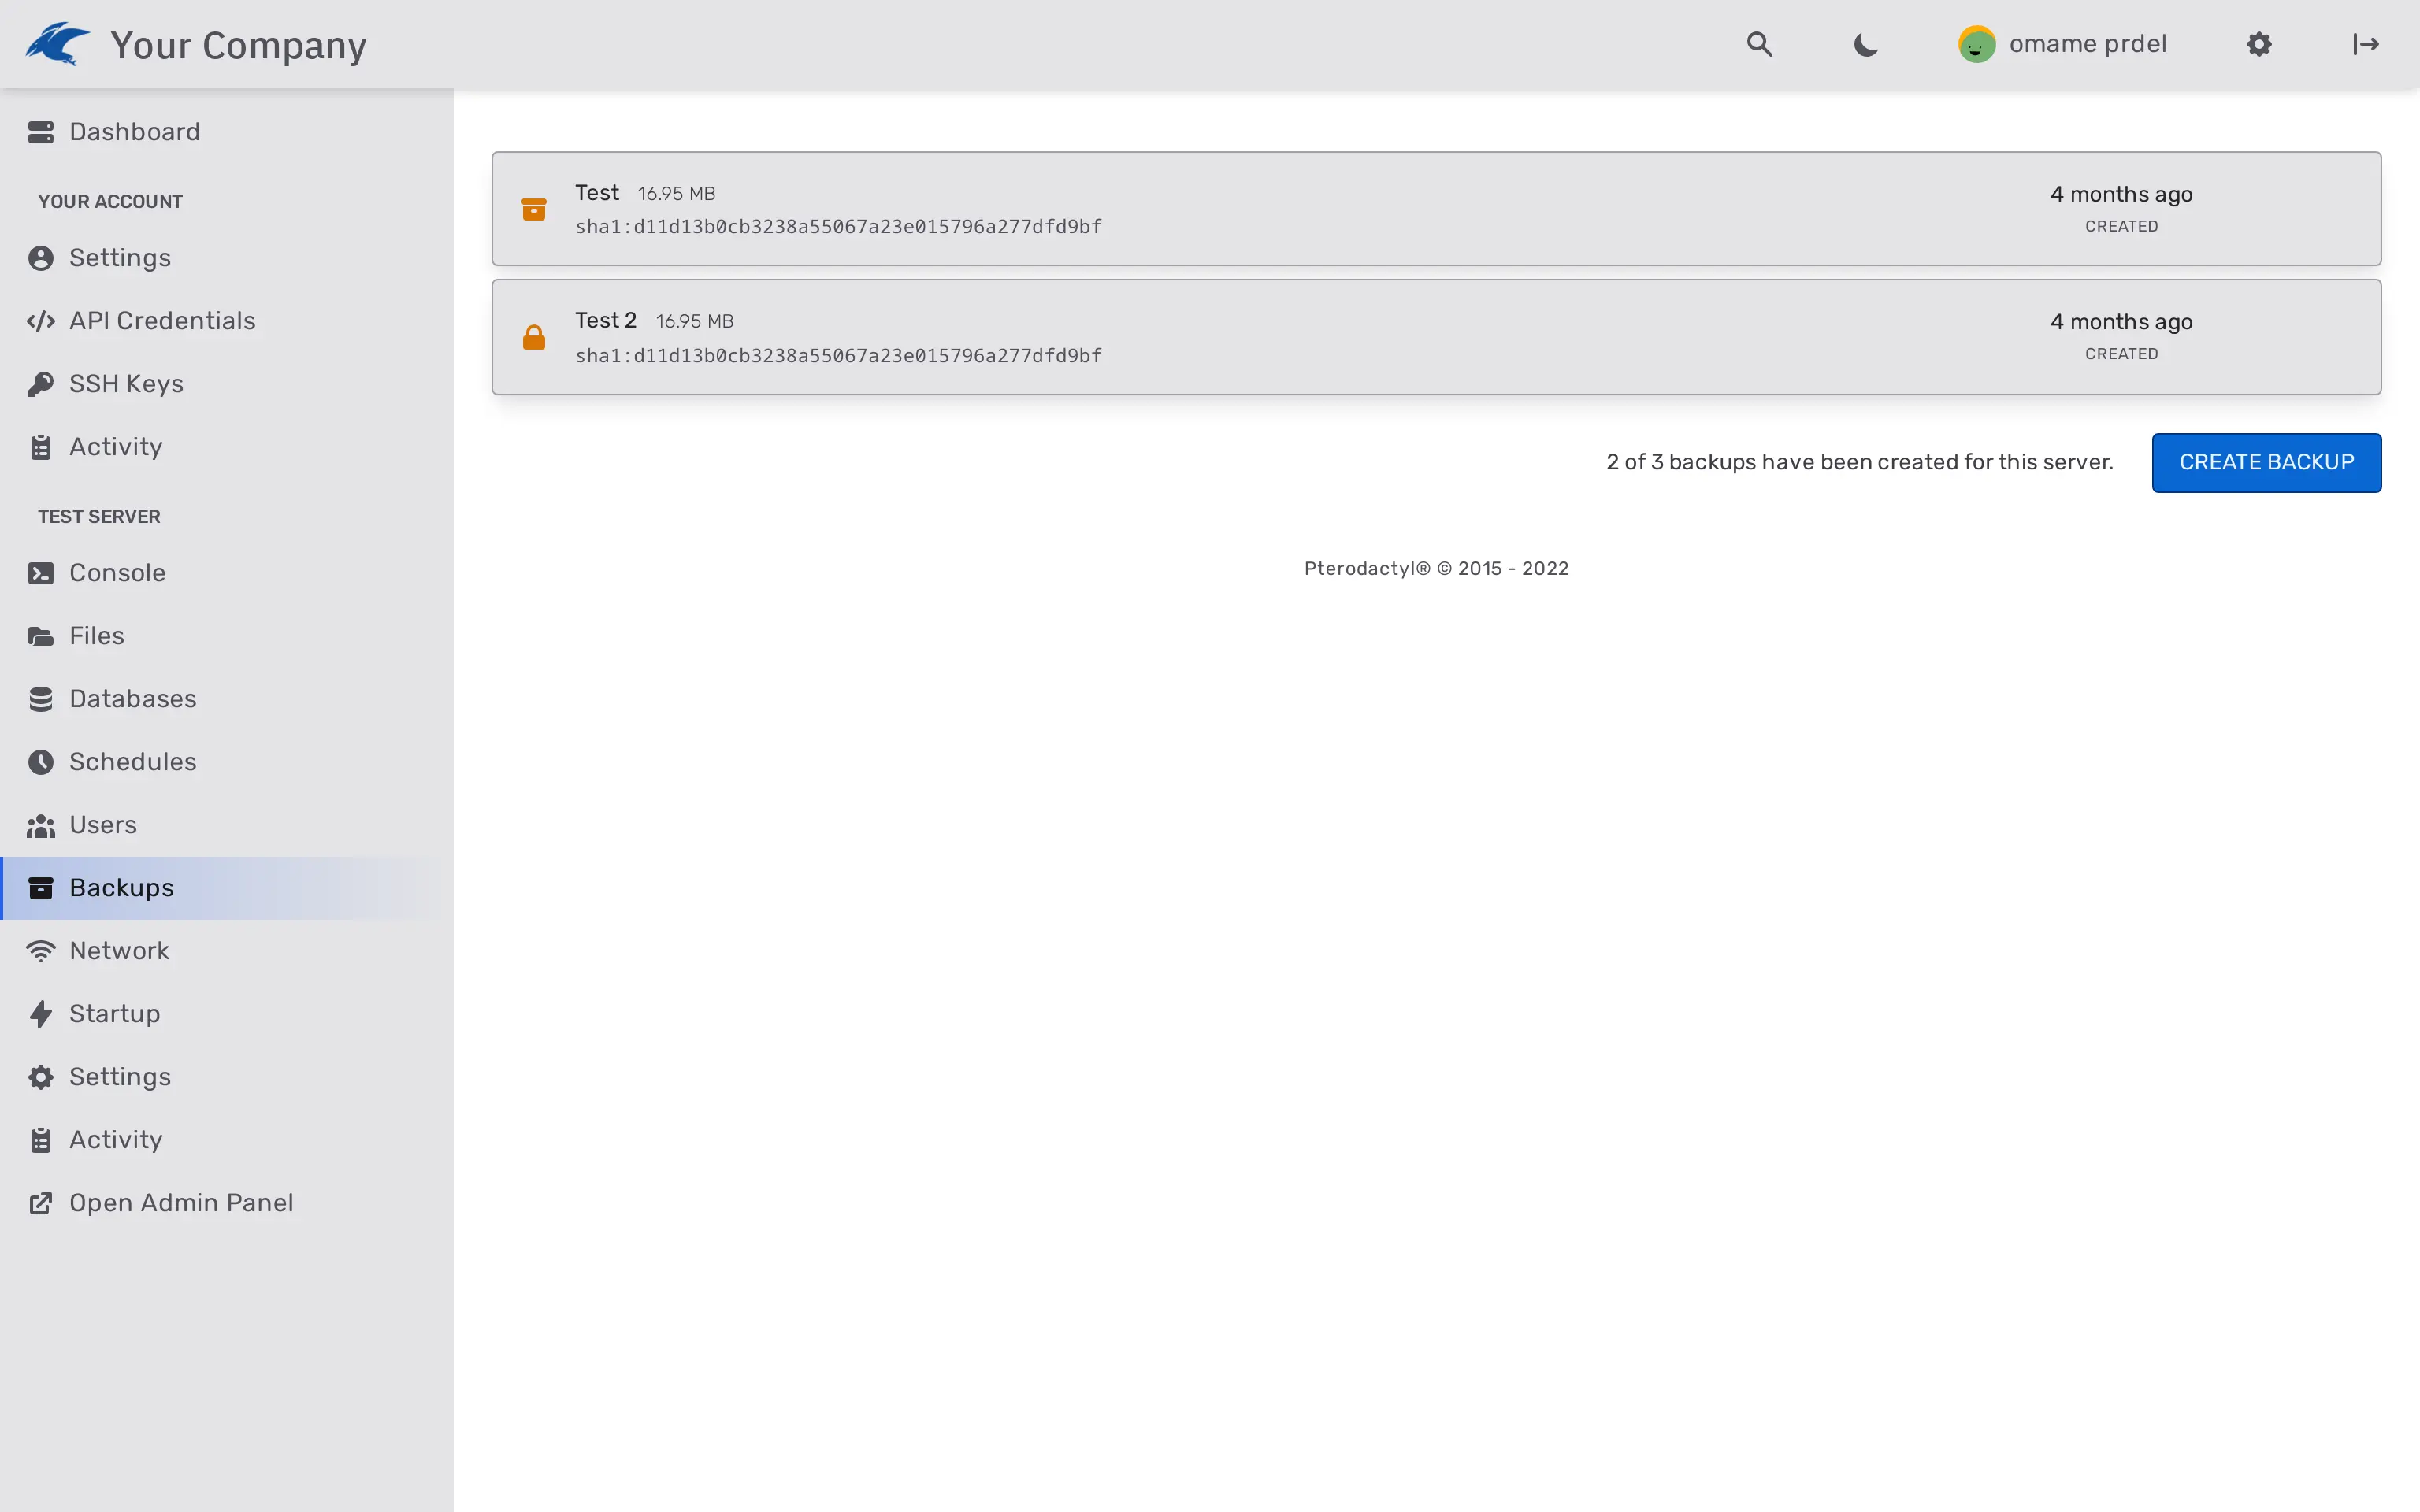 Your Company
omame prdel
Dashboard
YOUR ACCOUNT
Settings
API Credentials
SSH Keys
Activity
TEST SERVER
Console
Files
Databases
Schedules
Users
Backups
Network
Startup
Settings
Activity
Open Admin Panel
Test 16.95 MB
sha1:d11d13b0cb3238a55067a23e015796a277dfd9bf
4 months ago
CREATED
Test 2 16.95 MB
sha1:d11d13b0cb3238a55067a23e015796a277dfd9bf
4 months ago
CREATED
2 of 3 backups have been created for this server.
CREATE BACKUP
Pterodactyl® © 2015 - 2022